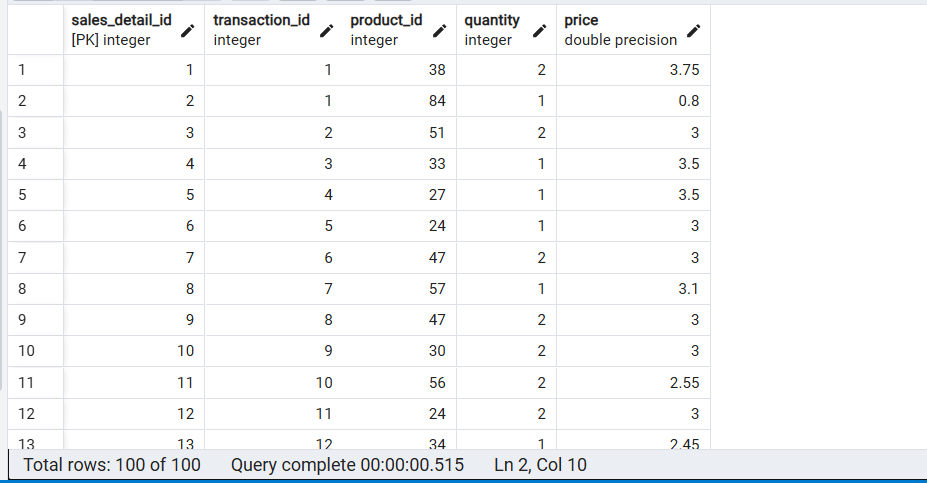 sales_detail_id transaction_id product_id quantity price
[PK] integer integer integer integer double precision
1 1 1 38 2 3.75
2 2 1 84 1 0.8
3 3 2 51 2 3
4 4 3 33 1 3.5
5 5 4 27 1 3.5
6 6 5 24 1 3
7 7 6 47 2 3
8 8 7 57 1 3.1
9 9 8 47 2 3
10 10 9 30 2 3
11 11 10 56 2 2.55
12 12 11 24 2 3
13 13 12 34 1 2.45
Total rows: 100 of 100 Query complete 00:00:00.515 Ln 2, Col 10